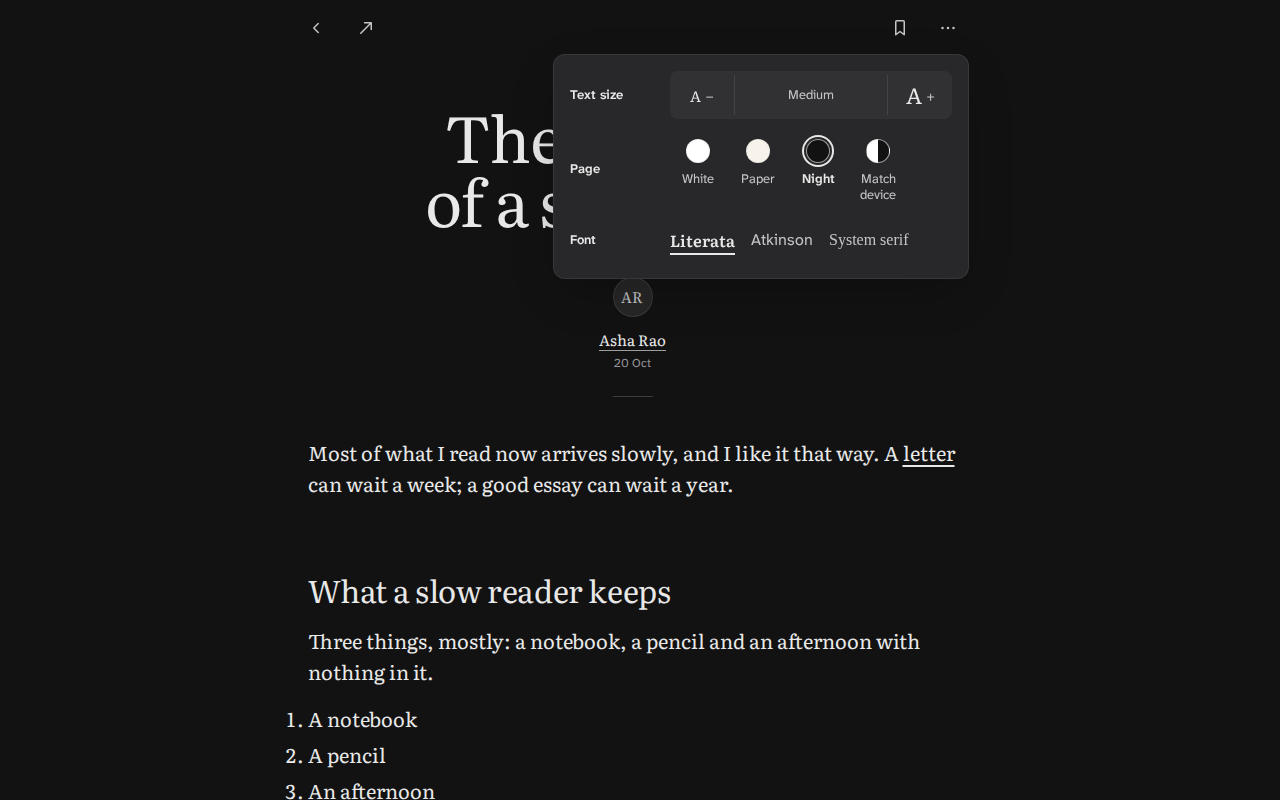 Text size
A –
Medium
A +
Page
White
Paper
Night
Match
device
Font
Literata
Atkinson
System serif
The
of a
AR
Asha Rao
20 Oct
Most of what I read now arrives slowly, and I like it that way. A letter
can wait a week; a good essay can wait a year.
What a slow reader keeps
Three things, mostly: a notebook, a pencil and an afternoon with
nothing in it.
1. A notebook
2. A pencil
3. An afternoon